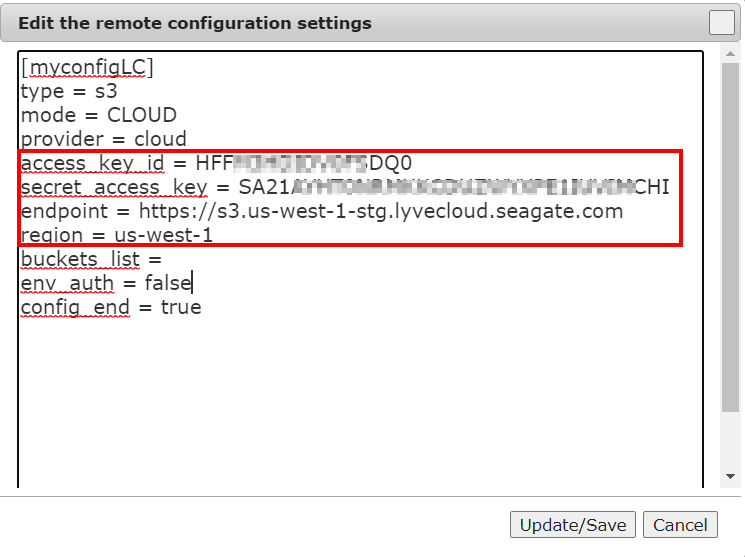 Edit the remote configuration settings
[myconfigLC]
type = s3
mode = CLOUD
provider = cloud
access_key_id = HFF DQ0
secret_access_key = SA21 CHI
endpoint = https://s3.us-west-1-stg.lyvecloud.seagate.com
region = us-west-1
buckets_list =
env_auth = false
config_end = true
Update/Save Cancel